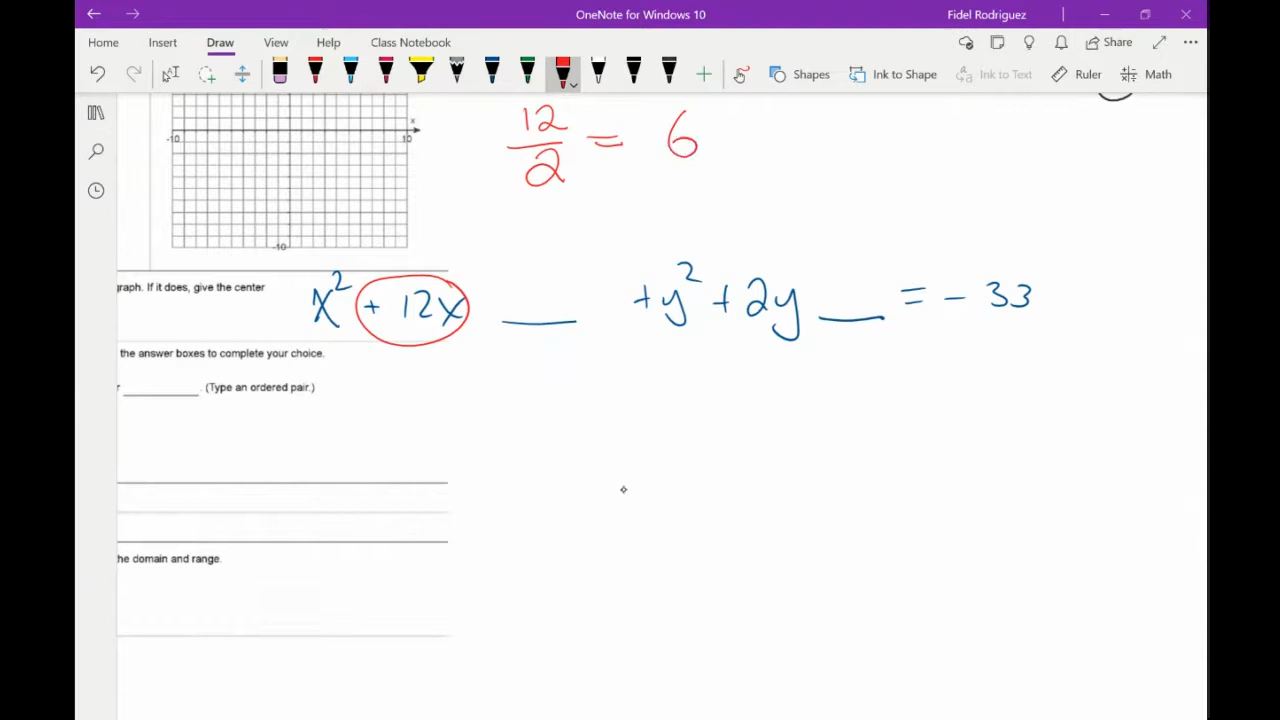 OneNote for Windows 10
Fidel Rodriguez
Home Insert Draw View Help Class Notebook
Share
Shapes Ink to Shape Ink to Text Ruler Math
x
-10 10
-10
12/2 = 6
graph. If it does, give the center
x² + 12x ___ + y² + 2y ___ = - 33
the answer boxes to complete your choice.
r ________. (Type an ordered pair.)
he domain and range.